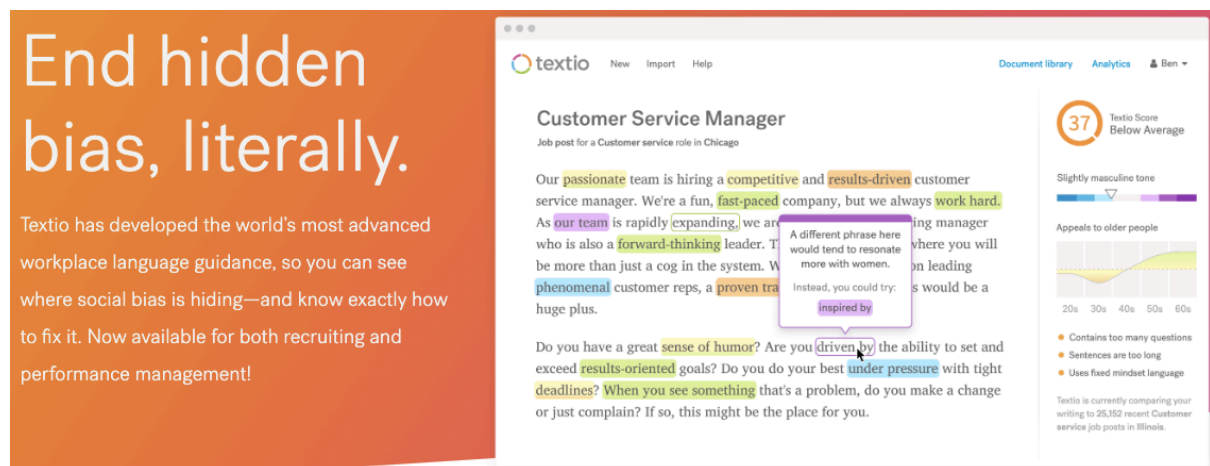 End hidden
bias, literally.
Textio has developed the world's most advanced
workplace language guidance, so you can see
where social bias is hiding—and know exactly how
to fix it. Now available for both recruiting and
performance management!
textio New Import Help Document library Analytics Ben
Customer Service Manager
Job post for a Customer service role in Chicago
Our passionate team is hiring a competitive and results-driven customer
service manager. We're a fun, fast-paced company, but we always work hard.
As our team is rapidly expanding, we are ing manager
who is also a forward-thinking leader. T where you will
be more than just a cog in the system. W on leading
phenomenal customer reps, a proven tra s would be a
huge plus.
A different phrase here
would tend to resonate
more with women.
Instead, you could try:
inspired by
Do you have a great sense of humor? Are you driven by the ability to set and
exceed results-oriented goals? Do you do your best under pressure with tight
deadlines? When you see something that's a problem, do you make a change
or just complain? If so, this might be the place for you.
37
Textio Score
Below Average
Slightly masculine tone
Appeals to older people
20s 30s 40s 50s 60s
Contains too many questions
Sentences are too long
Uses fixed mindset language
Textio is currently comparing your
writing to 25,152 recent Customer
service job posts in Illinois.